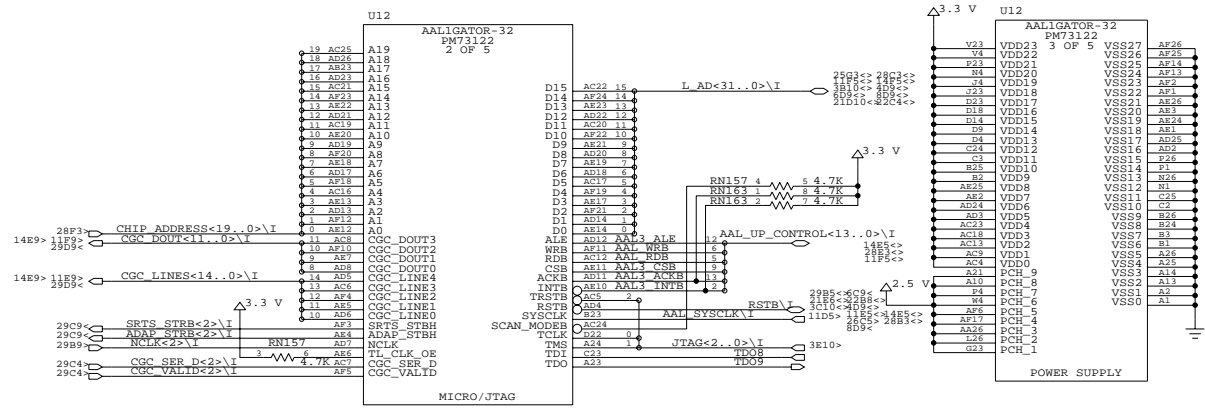 U12
AAL1GATOR-32
PM73122
2 OF 5
19 AC25 A19
18 AD26 A18
17 AB23 A17
16 AD23 A16
15 AC21 A15
14 AF23 A14
13 AE22 A13
12 AD21 A12
11 AC19 A11
10 AE20 A10
9 AD19 A9
8 AF20 A8
7 AE18 A7
6 AD17 A6
5 AF18 A5
4 AC16 A4
3 AE13 A3
2 AD13 A2
1 AF12 A1
0 AE12 A0
11 AC8 CGC_DOUT3
10 AF10 CGC_DOUT2
9 AE7 CGC_DOUT1
8 AD8 CGC_DOUT0
14 AD5 CGC_LINE4
13 AC6 CGC_LINE3
12 AF4 CGC_LINE2
11 AE5 CGC_LINE1
10 AD6 CGC_LINE0
AF3 SRTS_STBH
AE4 ADAP_STBH
AD7 NCLK
AE6 TL_CLK_OE
AC7 CGC_SER_D
AF5 CGC_VALID
28F3> CHIP_ADDRESS<19..0>\I
14E9> 11F9> CGC_DOUT<11..0>\I
29D9<
14E9> 11E9> CGC_LINES<14..0>\I
29D9<
3.3 V
29C9< SRTS_STRB<2>\I
29C9< ADAP_STRB<2>\I
29B9> NCLK<2>\I
RN157
3 6
4.7K
29C4> CGC_SER_D<2>\I
29C4> CGC_VALID<2>\I
D15 AC22 15
D14 AF24 14
D13 AE23 13
D12 AD22 12
D11 AC20 11
D10 AF22 10
D9 AE21 9
D8 AD20 8
D7 AE19 7
D6 AD18 6
D5 AC17 5
D4 AF19 4
D3 AE17 3
D2 AF21 2
D1 AD14 1
D0 AE14 0
ALE AD12 AAL3_ALE 12
WRB AF11 AAL_WRB 6
RDB AC12 AAL_RDB 5
CSB AE11 AAL3_CSB 9
ACKB AD11 AAL3_ACKB 13
INTB AE10 AAL3_INTB 2
TRSTB AC5 2
RSTB AD4
SYSCLK B23
SCAN_MODEB AC24
TCLK D22 0
TMS A24 1
TDI C23 TDO8
TDO A23 TDO9
MICRO/JTAG
L_AD<31..0>\I
25G3> 28C3>
11F5> 14F5<
3B10<> 4D9<>
6D9<> 8D9<>
21D10<>22C4<>
3.3 V
RN157 4 5 4.7K
RN163 1 8 4.7K
RN163 2 7 4.7K
AAL_UP_CONTROL<13..0>\I
14E5<>
28E3<>
11F5<>
RSTB\I
29B5<6C9<
21E6<22B8<
3C10<4D9<
11E5<14E5<
26C5>28B3<
8D9<
AAL_SYSCLK\I
11D5>
JTAG<2..0>\I
3E10>
3.3 V
2.5 V
U12
AAL1GATOR-32
PM73122
3 OF 5
V23 VDD23
V4 VDD22
P23 VDD21
N4 VDD20
J4 VDD19
J23 VDD18
D23 VDD17
D18 VDD16
D14 VDD15
D9 VDD14
D4 VDD13
C24 VDD12
C3 VDD11
B25 VDD10
B2 VDD9
AE25 VDD8
AE2 VDD7
AD24 VDD6
AD3 VDD5
AC23 VDD4
AC18 VDD3
AC13 VDD2
AC9 VDD1
AC4 VDD0
A21 PCH_9
A10 PCH_8
P4 PCH_7
W4 PCH_6
AF6 PCH_5
AF17 PCH_4
AA26 PCH_3
L26 PCH_2
G23 PCH_1
VSS27 AF26
VSS26 AF25
VSS25 AF14
VSS24 AF13
VSS23 AF2
VSS22 AF1
VSS21 AE26
VSS20 AE3
VSS19 AE24
VSS18 AE1
VSS17 AD25
VSS16 AD2
VSS15 P26
VSS14 P1
VSS13 N26
VSS12 N1
VSS11 C25
VSS10 C2
VSS9 B26
VSS8 B24
VSS7 B3
VSS6 B1
VSS5 A26
VSS4 A25
VSS3 A14
VSS2 A13
VSS1 A2
VSS0 A1
POWER SUPPLY